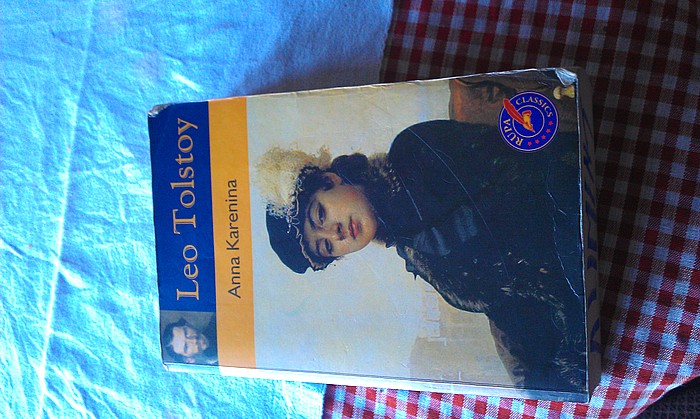 Leo Tolstoy
Anna Karenina
RUPA
CLASSICS